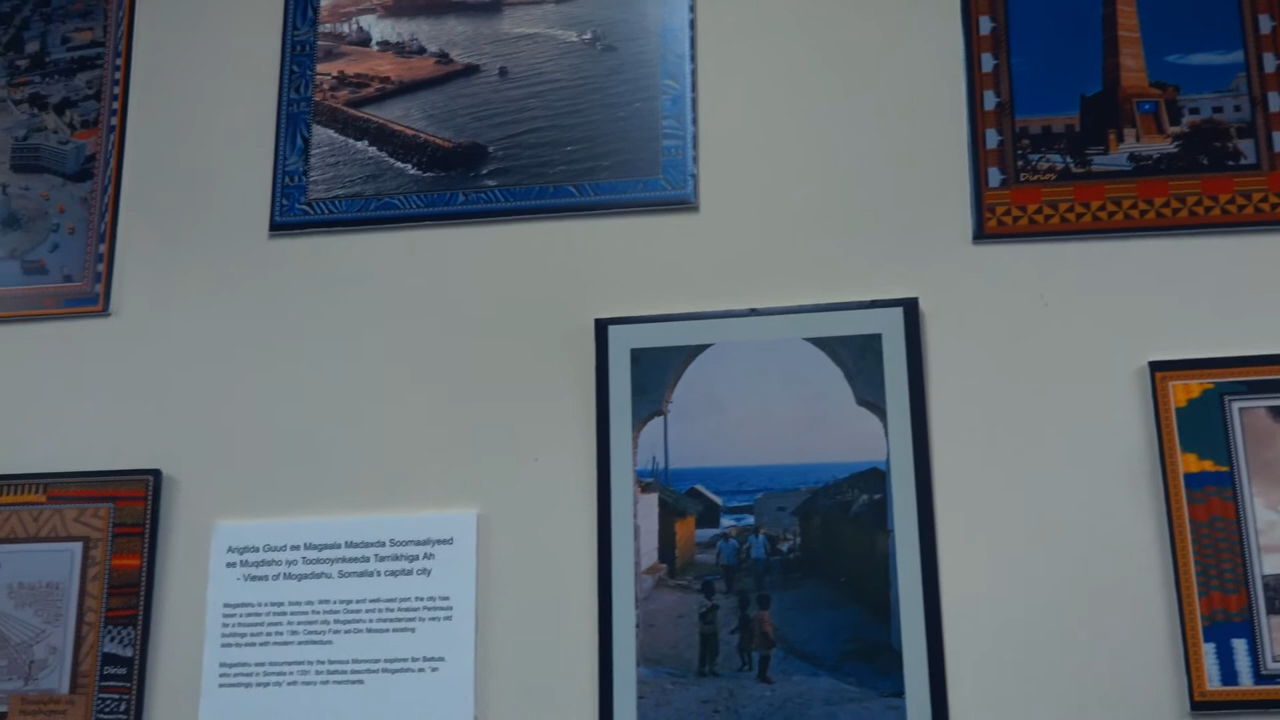 Dirios
Arigtida Guud ee Magaala Madaxda Soomaaliyeed
ee Muqdisho iyo Toolooyinkeeda Tamiikhiga Ah
- Views of Mogadishu, Somalia's capital city
Mogadishu is a large, busy city. With a large and well-used port, the city has
been a center of trade across the Indian Ocean and to the Arabian Peninsula
for a thousand years. An ancient city, Mogadishu is characterized by very old
buildings such as the 13th Century Fakr ad-Din Mosque existing
side-by-side with modern architecture.
Mogadishu was documented by the famous Moroccan explorer Ibn Battuta,
who arrived in Somalia in 1331. Ibn Battuta described Mogadishu as, "an
exceedingly large city" with many rich merchants.
Dirios